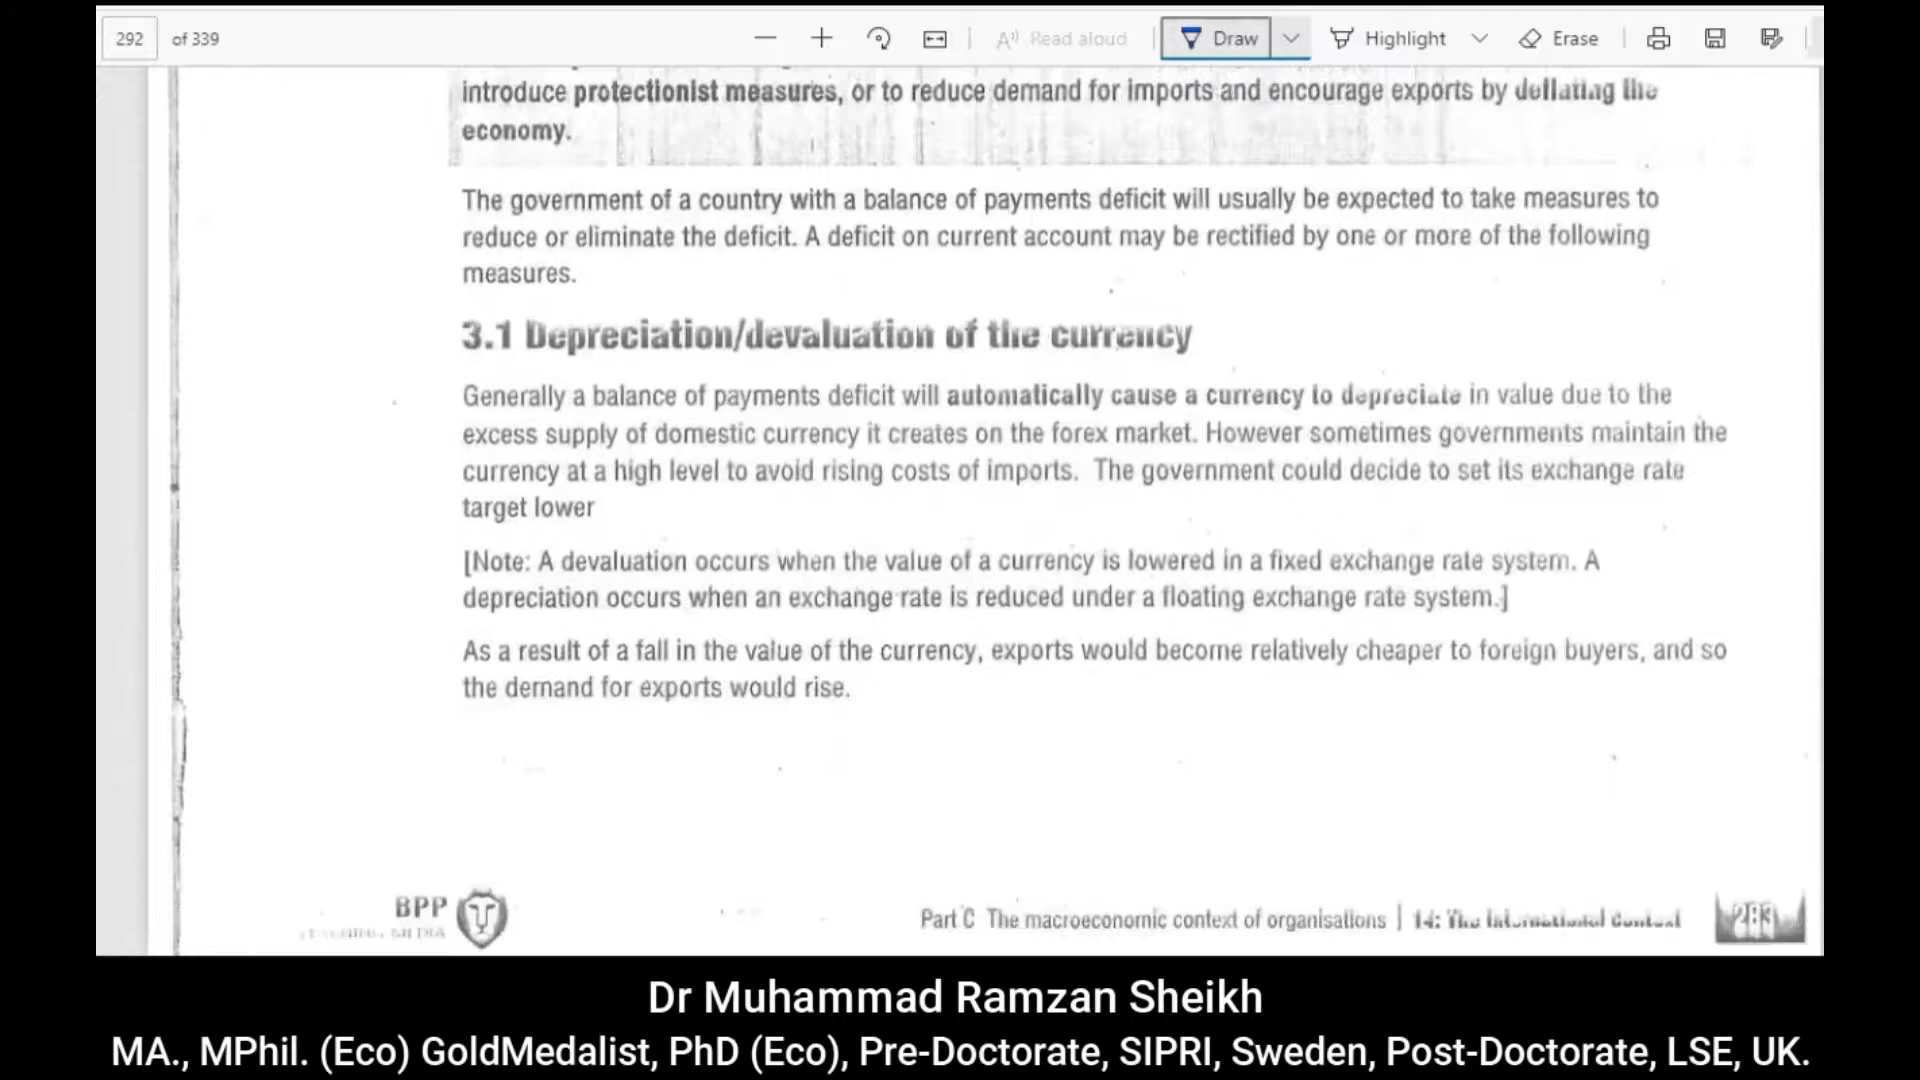 292 of 339 Read aloud Draw Highlight Erase
introduce protectionist measures, or to reduce demand for imports and encourage exports by deflating the
economy.
The government of a country with a balance of payments deficit will usually be expected to take measures to
reduce or eliminate the deficit. A deficit on current account may be rectified by one or more of the following
measures.
3.1 Depreciation/devaluation of the currency
Generally a balance of payments deficit will automatically cause a currency to depreciate in value due to the
excess supply of domestic currency it creates on the forex market. However sometimes governments maintain the
currency at a high level to avoid rising costs of imports. The government could decide to set its exchange rate
target lower
[Note: A devaluation occurs when the value of a currency is lowered in a fixed exchange rate system. A
depreciation occurs when an exchange rate is reduced under a floating exchange rate system.]
As a result of a fall in the value of the currency, exports would become relatively cheaper to foreign buyers, and so
the demand for exports would rise.
BPP
Part C The macroeconomic context of organisations | 14: The international context
Dr Muhammad Ramzan Sheikh
MA., MPhil. (Eco) GoldMedalist, PhD (Eco), Pre-Doctorate, SIPRI, Sweden, Post-Doctorate, LSE, UK.